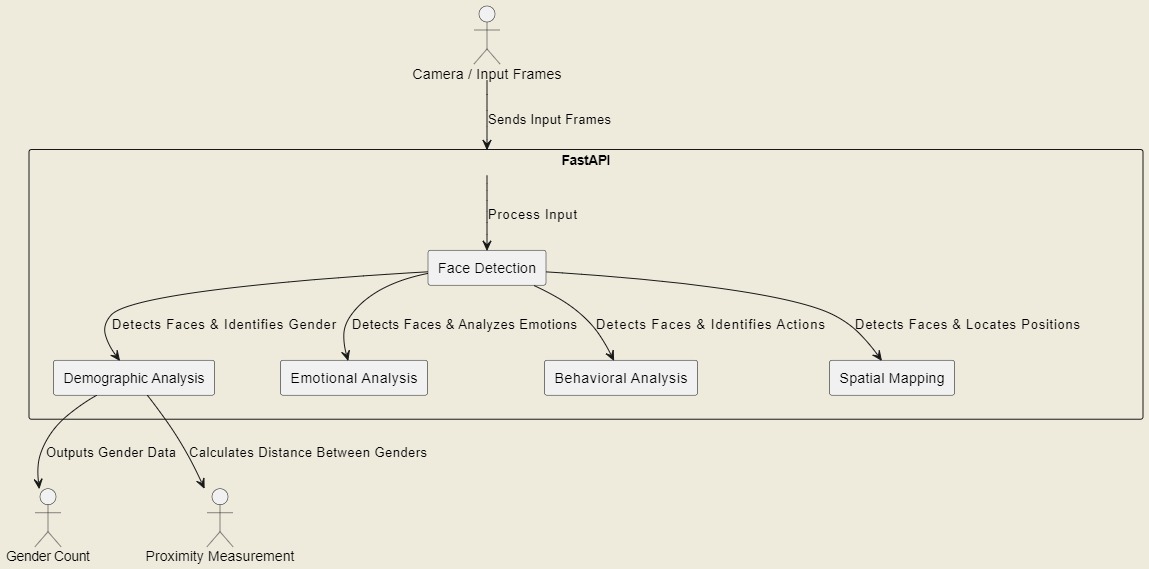 Camera / Input Frames
Sends Input Frames
FastAPI
Process Input
Face Detection
Detects Faces & Identifies Gender
Detects Faces & Analyzes Emotions
Detects Faces & Identifies Actions
Detects Faces & Locates Positions
Demographic Analysis
Emotional Analysis
Behavioral Analysis
Spatial Mapping
Outputs Gender Data
Calculates Distance Between Genders
Gender Count
Proximity Measurement